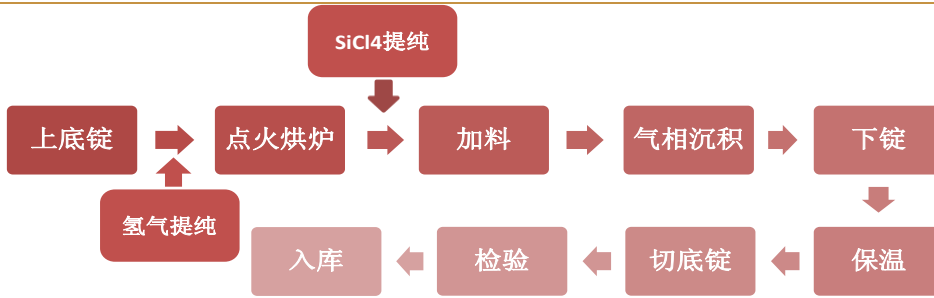 SiCl4提纯
上底锭
点火烘炉
加料
气相沉积
下锭
氢气提纯
入库
检验
切底锭
保温